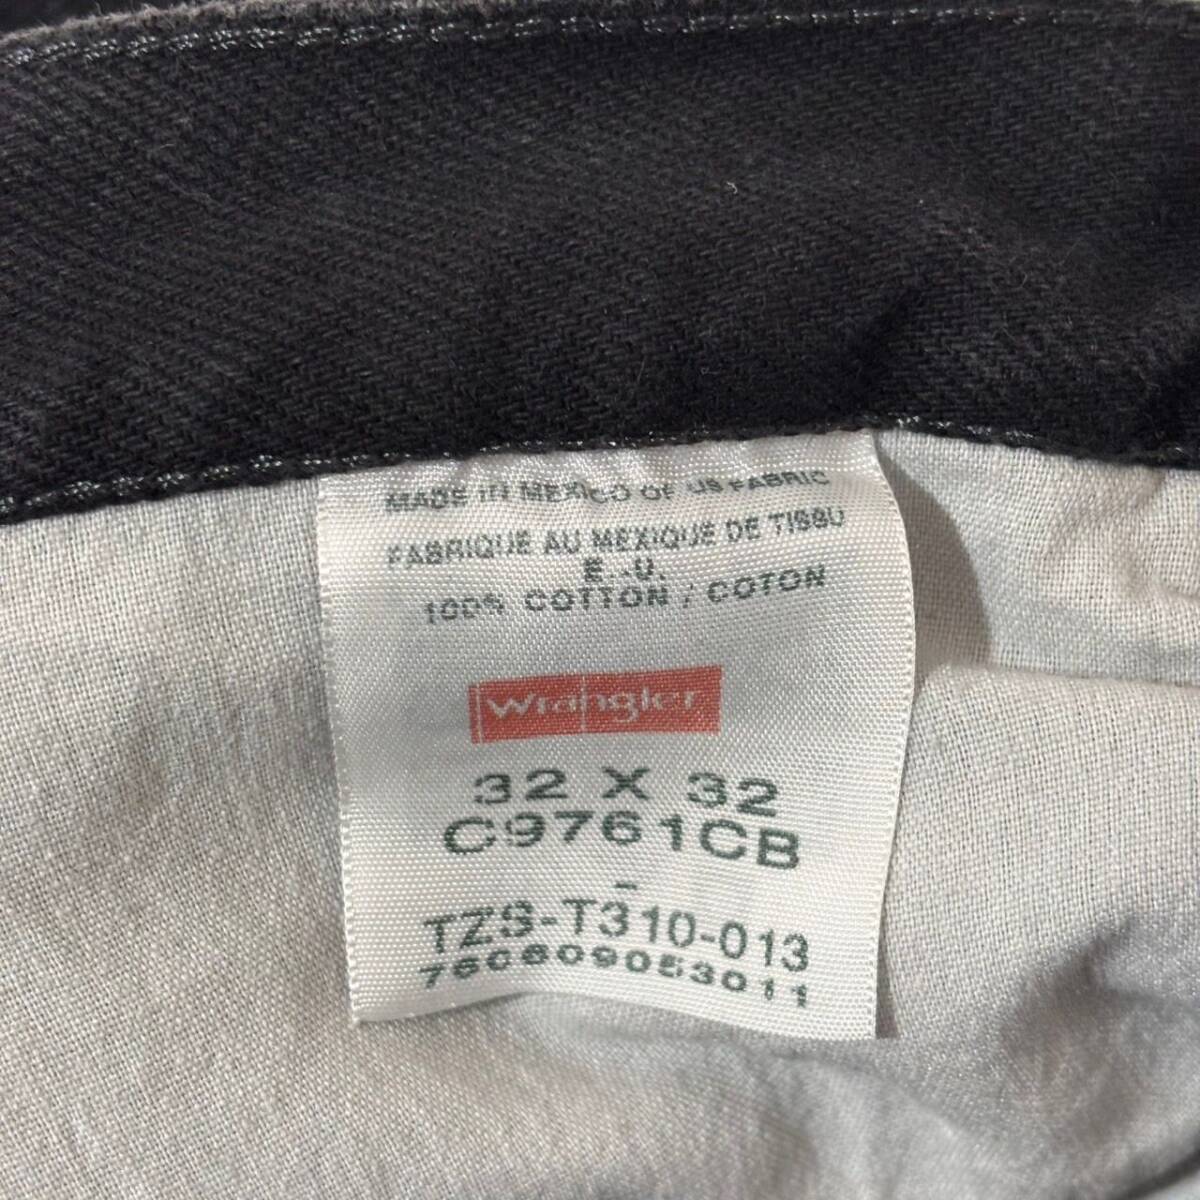 MADE IN MEXICO OF US FABRIC
FABRIQUE AU MEXIQUE DE TISSU
E.-U.
100% COTTON / COTON
Wrangler
32 X 32
C9761CB
-
TZS-T310-013
76C609053011